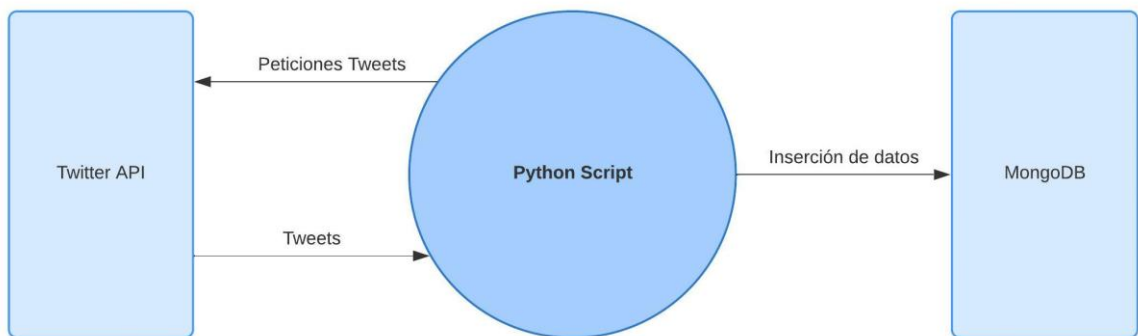 Peticiones Tweets
Twitter API
Python Script
Inserción de datos
MongoDB
Tweets